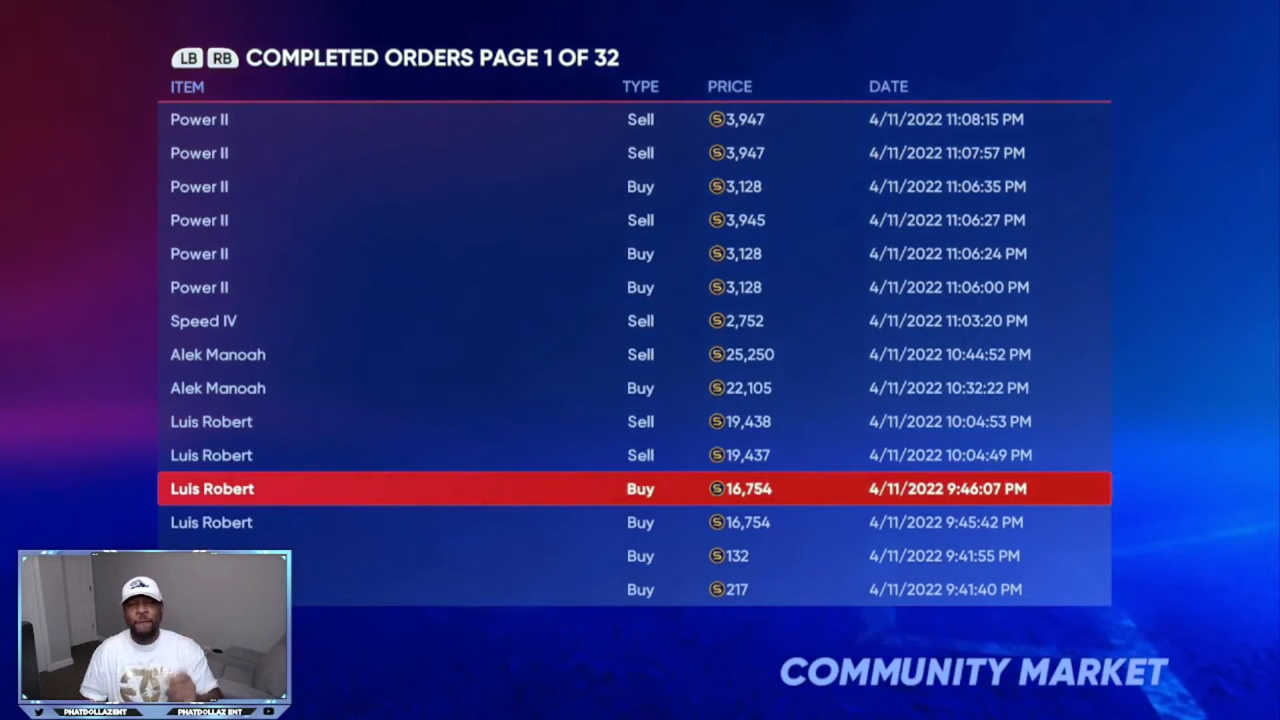 LB RB COMPLETED ORDERS PAGE 1 OF 32
ITEM TYPE PRICE DATE
Power II Sell 3,947 4/11/2022 11:08:15 PM
Power II Sell 3,947 4/11/2022 11:07:57 PM
Power II Buy 3,128 4/11/2022 11:06:35 PM
Power II Sell 3,945 4/11/2022 11:06:27 PM
Power II Buy 3,128 4/11/2022 11:06:24 PM
Power II Buy 3,128 4/11/2022 11:06:00 PM
Speed IV Sell 2,752 4/11/2022 11:03:20 PM
Alek Manoah Sell 25,250 4/11/2022 10:44:52 PM
Alek Manoah Buy 22,105 4/11/2022 10:32:22 PM
Luis Robert Sell 19,438 4/11/2022 10:04:53 PM
Luis Robert Sell 19,437 4/11/2022 10:04:49 PM
Luis Robert Buy 16,754 4/11/2022 9:46:07 PM
Luis Robert Buy 16,754 4/11/2022 9:45:42 PM
Buy 132 4/11/2022 9:41:55 PM
Buy 217 4/11/2022 9:41:40 PM
COMMUNITY MARKET
PHATDOLLAZENT PHATDOLLAZ ENT